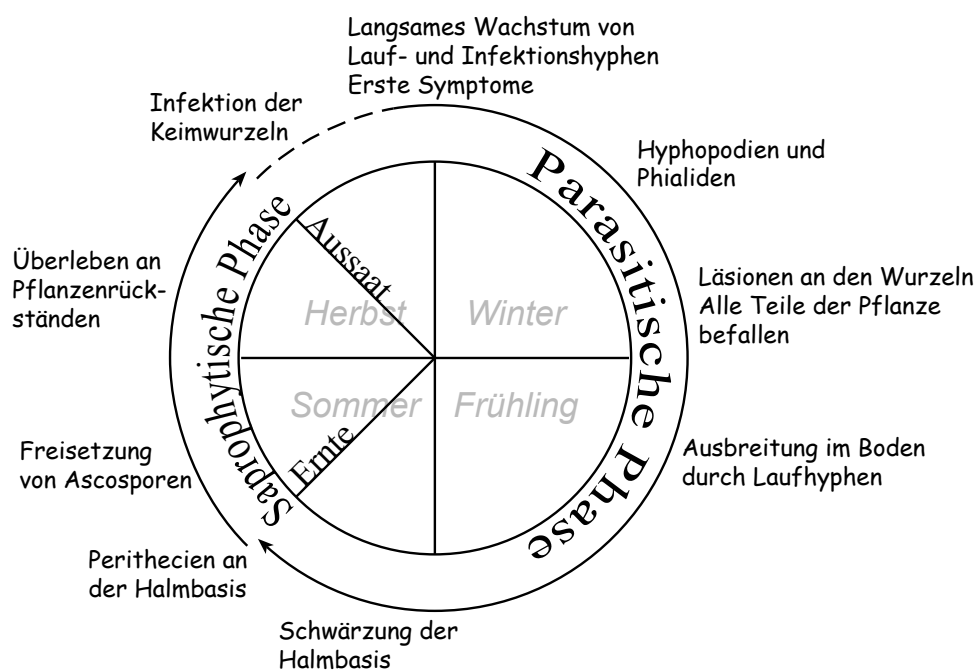 Langsames Wachstum von
Lauf- und Infektionshyphen
Erste Symptome
Infektion der
Keimwurzeln
Hyphopodien und
Phialiden
Parasitische Phase
Saprophytische Phase
Aussaat
Überleben an
Pflanzenrück-
ständen
Läsionen an den Wurzeln
Alle Teile der Pflanze
befallen
Herbst
Winter
Sommer
Frühling
Ernte
Freisetzung
von Ascosporen
Ausbreitung im Boden
durch Laufhyphen
Perithecien an
der Halmbasis
Schwärzung der
Halmbasis